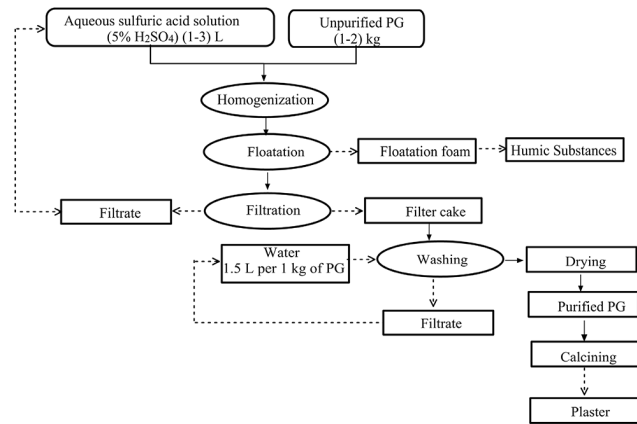 Aqueous sulfuric acid solution
(5% H₂SO₄) (1-3) L
Unpurified PG
(1-2) kg
Homogenization
Floatation
Floatation foam
Humic Substances
Filtrate
Filtration
Filter cake
Water
1.5 L per 1 kg of PG
Washing
Drying
Filtrate
Purified PG
Calcining
Plaster